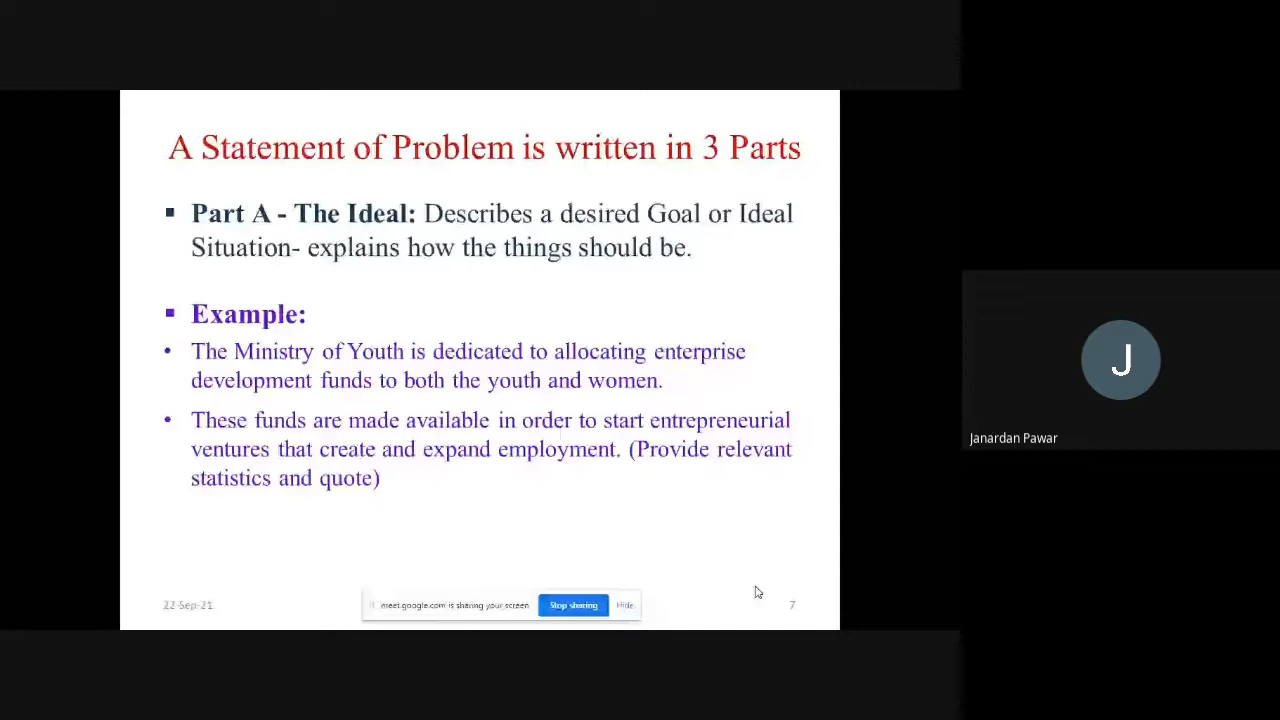 A Statement of Problem is written in 3 Parts
▪ Part A - The Ideal: Describes a desired Goal or Ideal
Situation- explains how the things should be.
▪ Example:
• The Ministry of Youth is dedicated to allocating enterprise
development funds to both the youth and women.
• These funds are made available in order to start entrepreneurial
ventures that create and expand employment. (Provide relevant
statistics and quote)
22-Sep-21
meet.google.com is sharing your screen
Stop sharing
Hide
7
J
Janardan Pawar